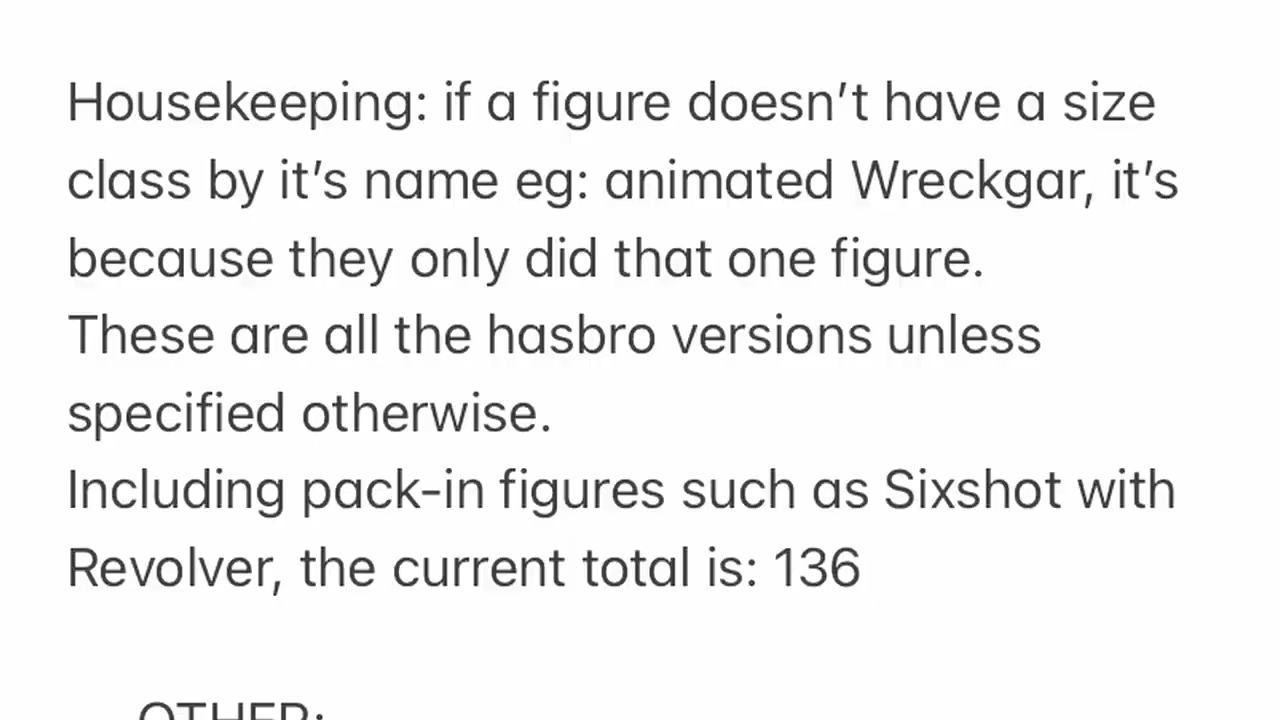 Housekeeping: if a figure doesn’t have a size
class by it’s name eg: animated Wreckgar, it’s
because they only did that one figure.
These are all the hasbro versions unless
specified otherwise.
Including pack-in figures such as Sixshot with
Revolver, the current total is: 136
OTHER: